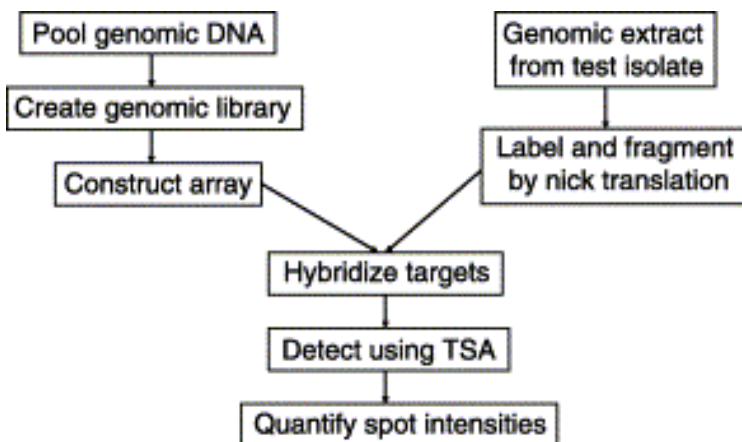 Pool genomic DNA
Create genomic library
Construct array
Genomic extract
from test isolate
Label and fragment
by nick translation
Hybridize targets
Detect using TSA
Quantify spot intensities